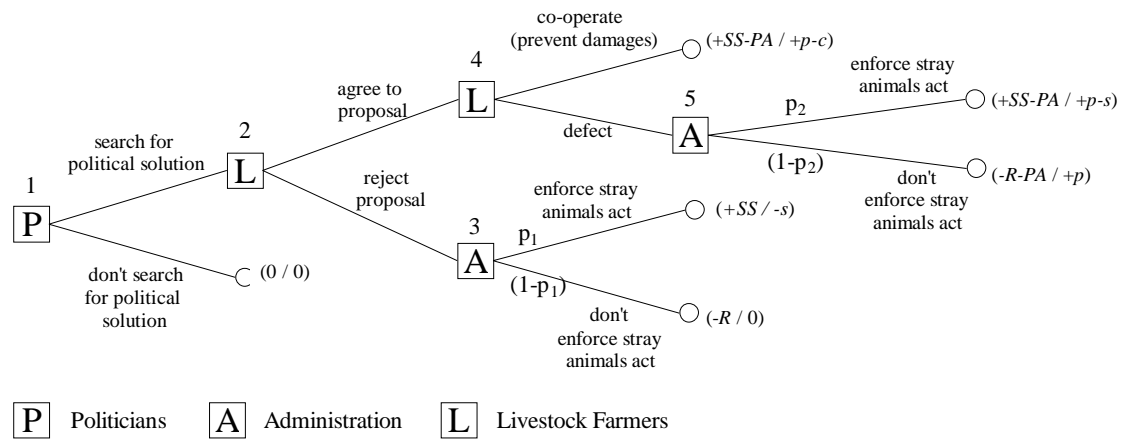 co-operate
(prevent damages)
(+SS-PA / +p-c)
4
L
enforce stray
animals act
agree to
proposal
5
A
p2
(+SS-PA / +p-s)
defect
2
L
search for
political solution
(1-p2)
1
P
reject
proposal
enforce stray
animals act
don't
enforce stray
animals act
(-R-PA / +p)
3
A
p1
(+SS / -s)
don't search
for political
solution
(0 / 0)
(1-p1)
don't
enforce stray
animals act
(-R / 0)
P Politicians A Administration L Livestock Farmers